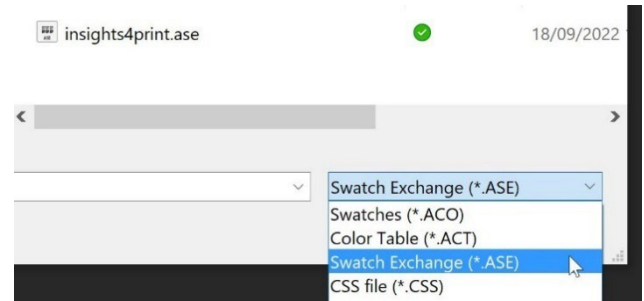 insights4print.ase 18/09/2022
Swatch Exchange (*.ASE)
Swatches (*.ACO)
Color Table (*.ACT)
Swatch Exchange (*.ASE)
CSS file (*.CSS)